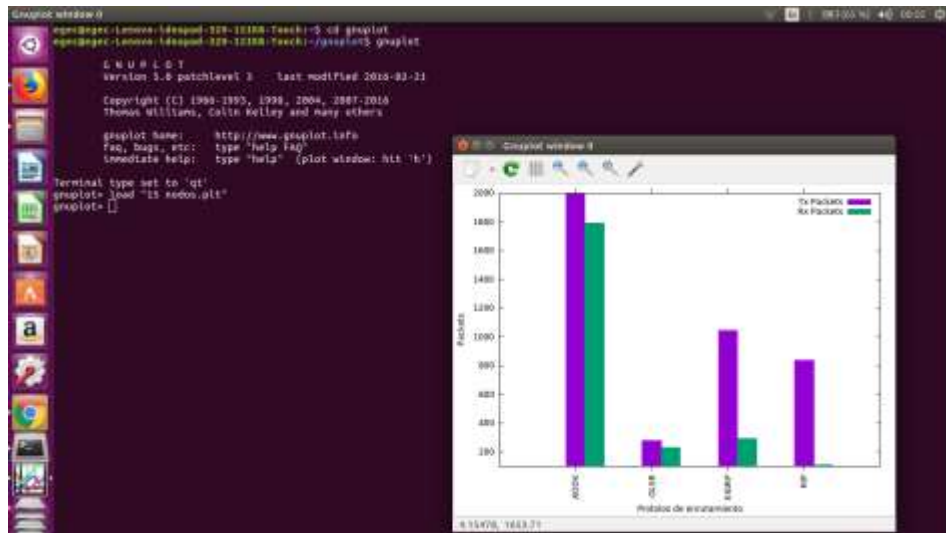 Gnuplot window 0
$ cd gnuplot
$ gnuplot
G N U P L O T
Version 5.0 patchlevel 3 last modified 2016-02-21
Copyright (C) 1986-1993, 1998, 2004, 2007-2016
Thomas Williams, Colin Kelley and many others
gnuplot home: http://www.gnuplot.info
faq, bugs, etc: type "help FAQ"
immediate help: type "help" (plot window: hit 'h')
Terminal type set to 'qt'
gnuplot> load "15 nodos.plt"
gnuplot>
Gnuplot window 0
Tx Packets
Rx Packets
2000
1800
1600
1400
1200
1000
800
600
400
200
Packets
OLSR
RIP
de enrutamiento